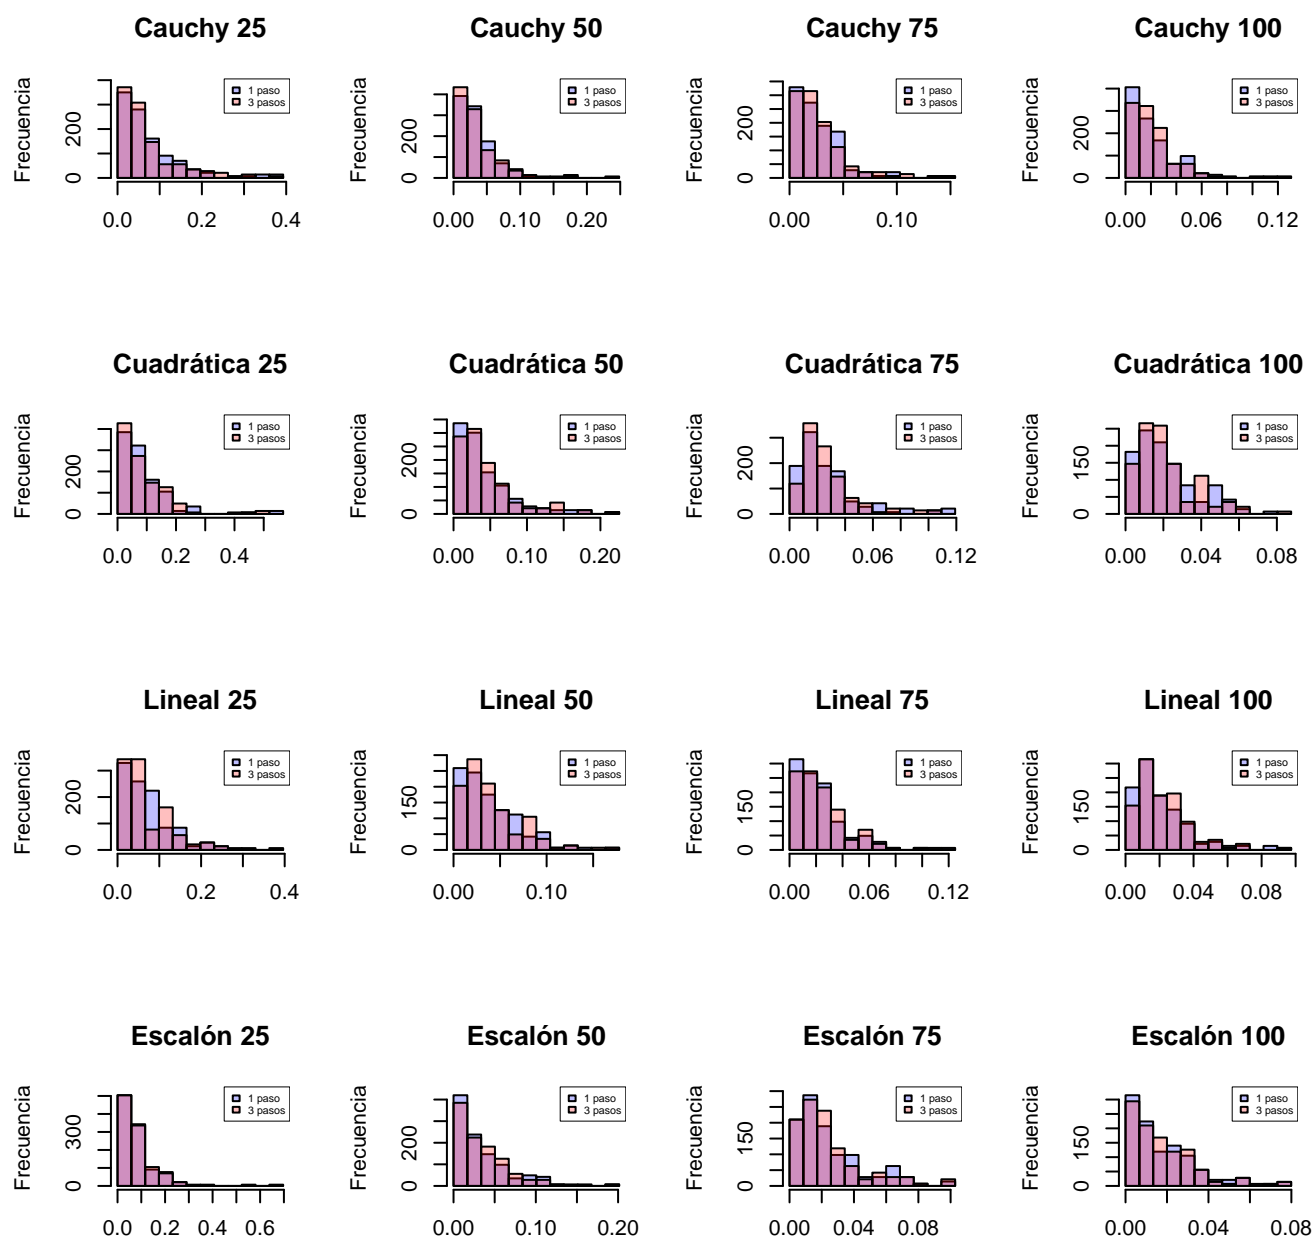 Cauchy 25
Frecuencia
0 200
1 paso
3 pasos
0.0 0.2 0.4
Cauchy 50
Frecuencia
0 200
1 paso
3 pasos
0.00 0.10 0.20
Cauchy 75
Frecuencia
0 200
1 paso
3 pasos
0.00 0.10
Cauchy 100
Frecuencia
0 200
1 paso
3 pasos
0.00 0.06 0.12
Cuadrática 25
Frecuencia
0 200
1 paso
3 pasos
0.0 0.2 0.4
Cuadrática 50
Frecuencia
0 200
1 paso
3 pasos
0.00 0.10 0.20
Cuadrática 75
Frecuencia
0 200
1 paso
3 pasos
0.00 0.06 0.12
Cuadrática 100
Frecuencia
0 150
1 paso
3 pasos
0.00 0.04 0.08
Lineal 25
Frecuencia
0 200
1 paso
3 pasos
0.0 0.2 0.4
Lineal 50
Frecuencia
0 150
1 paso
3 pasos
0.00 0.10
Lineal 75
Frecuencia
0 150
1 paso
3 pasos
0.00 0.06 0.12
Lineal 100
Frecuencia
0 150
1 paso
3 pasos
0.00 0.04 0.08
Escalón 25
Frecuencia
0 300
1 paso
3 pasos
0.0 0.2 0.4 0.6
Escalón 50
Frecuencia
0 200
1 paso
3 pasos
0.00 0.10 0.20
Escalón 75
Frecuencia
0 150
1 paso
3 pasos
0.00 0.04 0.08
Escalón 100
Frecuencia
0 150
1 paso
3 pasos
0.00 0.04 0.08